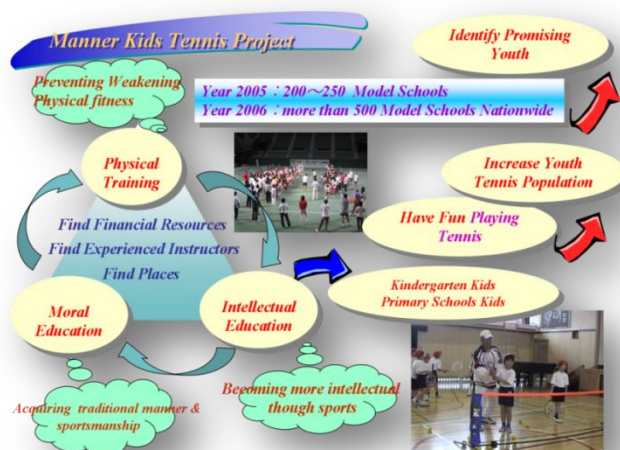 Manner Kids Tennis Project
Identify Promising
Youth
Preventing Weakening
Physical fitness
Year 2005 : 200～250 Model Schools
Year 2006 : more than 500 Model Schools Nationwide
Physical
Training
Increase Youth
Tennis Population
Find Financial Resources
Find Experienced Instructors
Find Places
Have Fun Playing
Tennis
Kindergarten Kids
Primary Schools Kids
Moral
Education
Intellectual
Education
Becoming more intellectual
though sports
Acquiring traditional manner &
sportsmanship